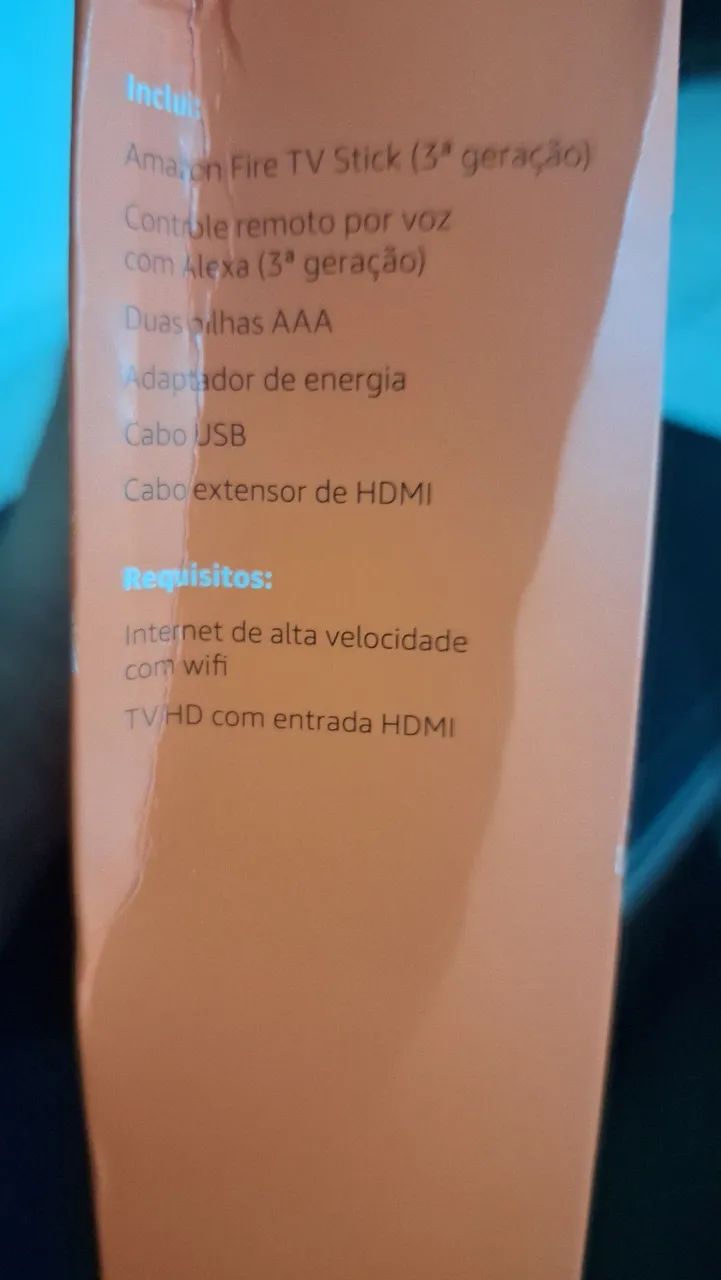 Inclui:
Amazon Fire TV Stick (3ª geração)
Controle remoto por voz
com Alexa (3ª geração)
Duas pilhas AAA
Adaptador de energia
Cabo USB
Cabo extensor de HDMI
Requisitos:
Internet de alta velocidade
com wifi
TV HD com entrada HDMI